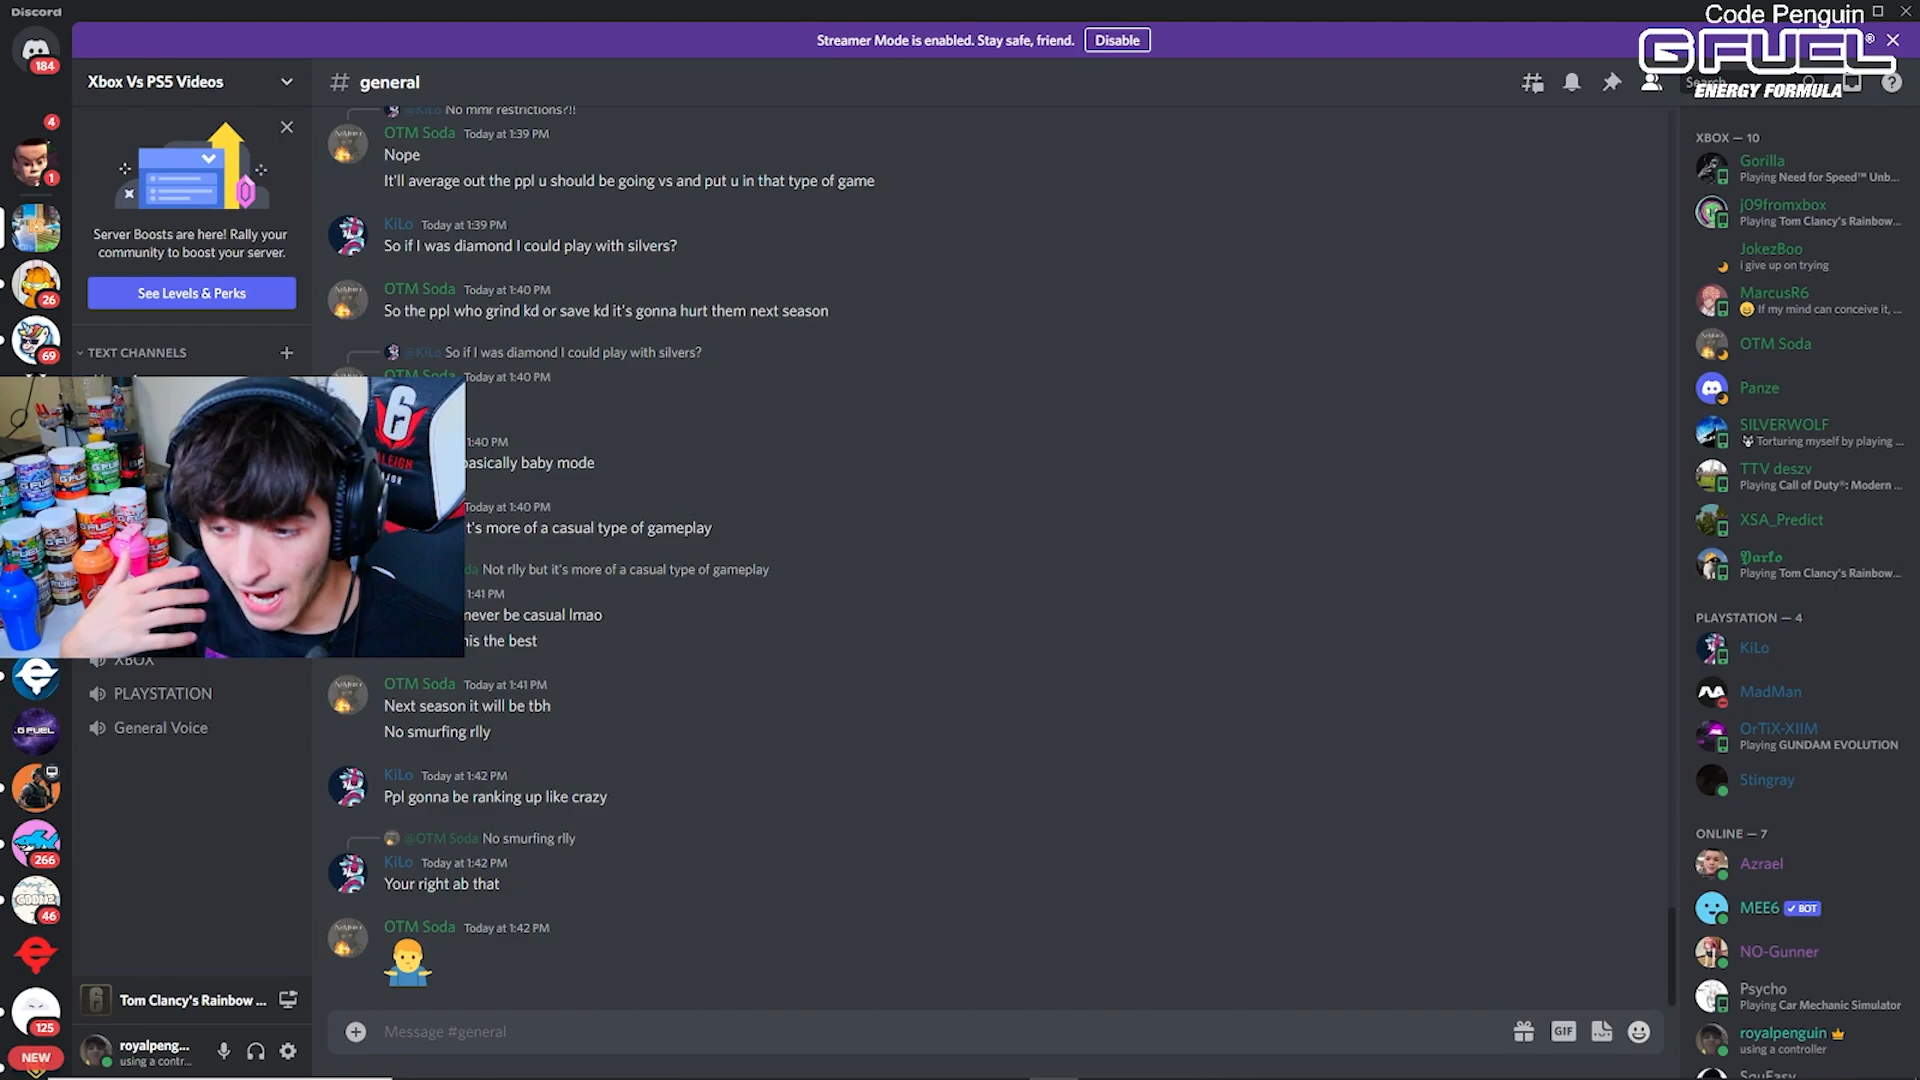 Discord
Code Penguin
Streamer Mode is enabled. Stay safe, friend.
Disable
G FUEL®
ENERGY FORMULA
184
4
1
26
69
G FUEL
266
GODNZ
46
125
NEW
Xbox Vs PS5 Videos
Server Boosts are here! Rally your
community to boost your server.
See Levels & Perks
TEXT CHANNELS
XBOX
PLAYSTATION
General Voice
Tom Clancy's Rainbow ...
royalpeng...
using a contr...
# general
Search
@KiLo No mmr restrictions?!!
OTM Soda Today at 1:39 PM
Nope
It'll average out the ppl u should be going vs and put u in that type of game
KiLo Today at 1:39 PM
So if I was diamond I could play with silvers?
OTM Soda Today at 1:40 PM
So the ppl who grind kd or save kd it's gonna hurt them next season
@KiLo So if I was diamond I could play with silvers?
OTM Soda Today at 1:40 PM
1:40 PM
basically baby mode
Today at 1:40 PM
t's more of a casual type of gameplay
da Not rlly but it's more of a casual type of gameplay
1:41 PM
never be casual lmao
his the best
OTM Soda Today at 1:41 PM
Next season it will be tbh
No smurfing rlly
KiLo Today at 1:42 PM
Ppl gonna be ranking up like crazy
@OTM Soda No smurfing rlly
KiLo Today at 1:42 PM
Your right ab that
OTM Soda Today at 1:42 PM
Message #general
GIF
6
LEIGH
AJOR
XBOX — 10
Gorilla
Playing Need for Speed™ Unb...
j09fromxbox
Playing Tom Clancy's Rainbow...
JokezBoo
i give up on trying
MarcusR6
If my mind can conceive it, ...
OTM Soda
Panze
SILVERWOLF
Torturing myself by playing ...
TTV deszv
Playing Call of Duty®: Modern ...
XSA_Predict
𝖄𝖆𝖗𝖐𝖔
Playing Tom Clancy's Rainbow...
PLAYSTATION — 4
KiLo
MadMan
OrTiX-XIIM
Playing GUNDAM EVOLUTION
Stingray
ONLINE — 7
Azrael
MEE6 ✓ BOT
NO-Gunner
Psycho
Playing Car Mechanic Simulator
royalpenguin
using a controller